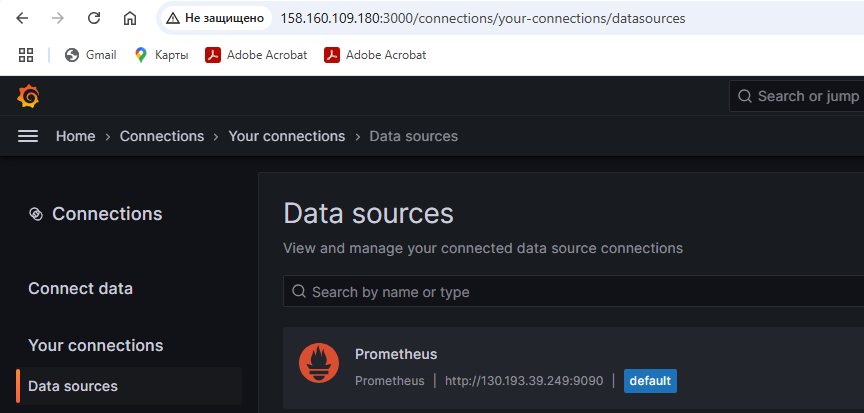 Не защищено 158.160.109.180:3000/connections/your-connections/datasources
Gmail Карты Adobe Acrobat Adobe Acrobat
Search or jump
Home › Connections › Your connections › Data sources
Connections
Connect data
Your connections
Data sources
Data sources
View and manage your connected data source connections
Search by name or type
Prometheus
Prometheus | http://130.193.39.249:9090 | default